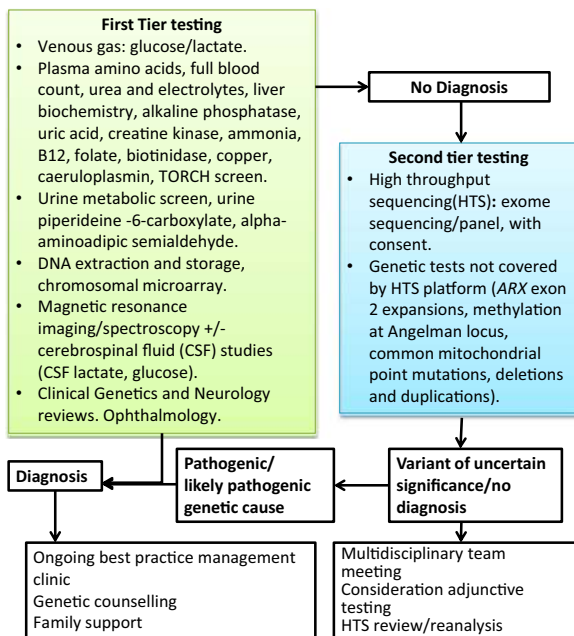 First Tier testing
• Venous gas: glucose/lactate.
• Plasma amino acids, full blood
count, urea and electrolytes, liver
biochemistry, alkaline phosphatase,
uric acid, creatine kinase, ammonia,
B12, folate, biotinidase, copper,
caeruloplasmin, TORCH screen.
• Urine metabolic screen, urine
piperideine -6-carboxylate, alpha-
aminoadipic semialdehyde.
• DNA extraction and storage,
chromosomal microarray.
• Magnetic resonance
imaging/spectroscopy +/-
cerebrospinal fluid (CSF) studies
(CSF lactate, glucose).
• Clinical Genetics and Neurology
reviews. Ophthalmology.
No Diagnosis
Second tier testing
• High throughput
sequencing(HTS): exome
sequencing/panel, with
consent.
• Genetic tests not covered
by HTS platform (ARX exon
2 expansions, methylation
at Angelman locus,
common mitochondrial
point mutations, deletions
and duplications).
Diagnosis
Pathogenic/
likely pathogenic
genetic cause
Variant of uncertain
significance/no
diagnosis
Ongoing best practice management
clinic
Genetic counselling
Family support
Multidisciplinary team
meeting
Consideration adjunctive
testing
HTS review/reanalysis